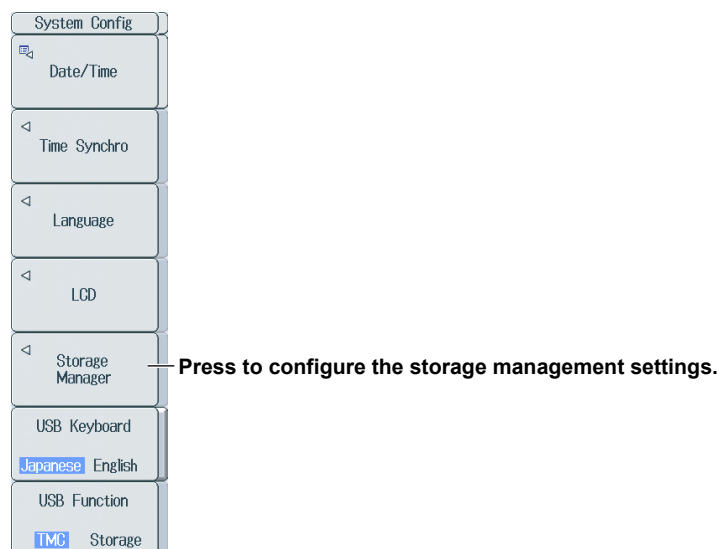 System Config
Date/Time
Time Synchro
Language
LCD
Storage
Manager
Press to configure the storage management settings.
USB Keyboard
Japanese English
USB Function
TMC Storage